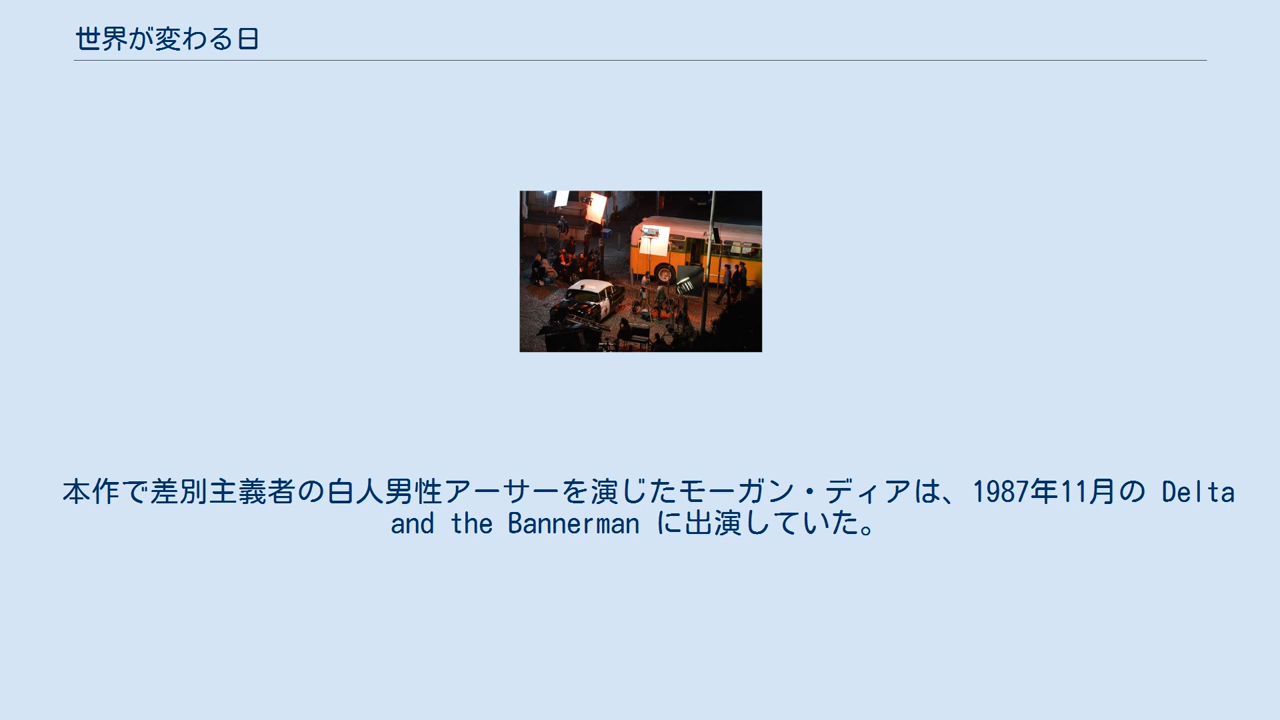 世界が変わる日
本作で差別主義者の白人男性アーサーを演じたモーガン・ディアは、1987年11月の Delta
and the Bannerman に出演していた。